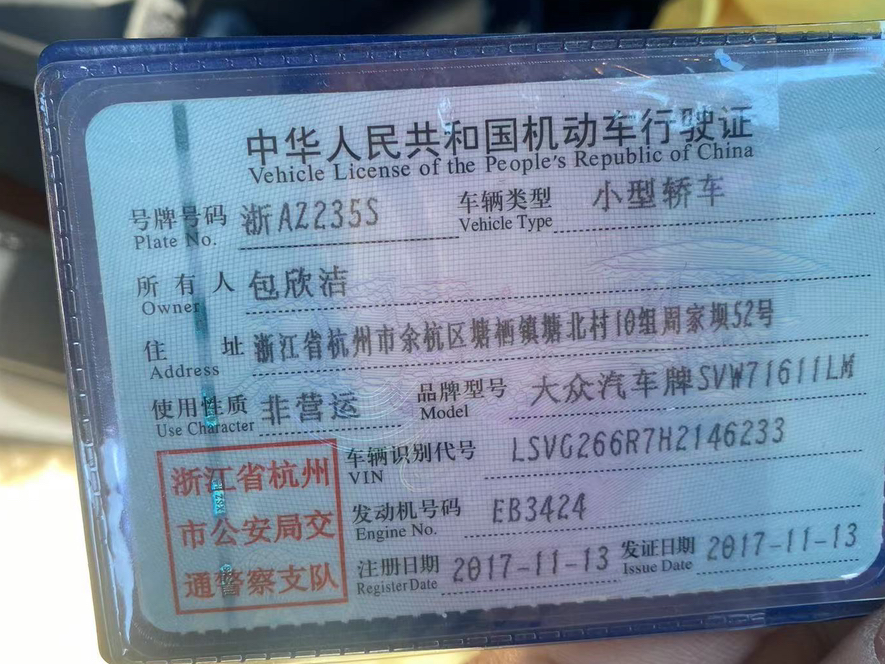 中华人民共和国机动车行驶证
Vehicle License of the People's Republic of China
号牌号码 浙AZ235S 车辆类型 小型轿车
Plate No. Vehicle Type
所有人 包欣洁
Owner
住址 浙江省杭州市余杭区塘栖镇塘北村10组周家坝52号
Address
使用性质 非营运 品牌型号 大众汽车牌SVW71611LM
Use Character Model
浙江省杭州
市公安局交
通警察支队
车辆识别代号 LSVG266R7H2146233
VIN
发动机号码 EB3424
Engine No.
注册日期 2017-11-13 发证日期 2017-11-13
Register Date Issue Date